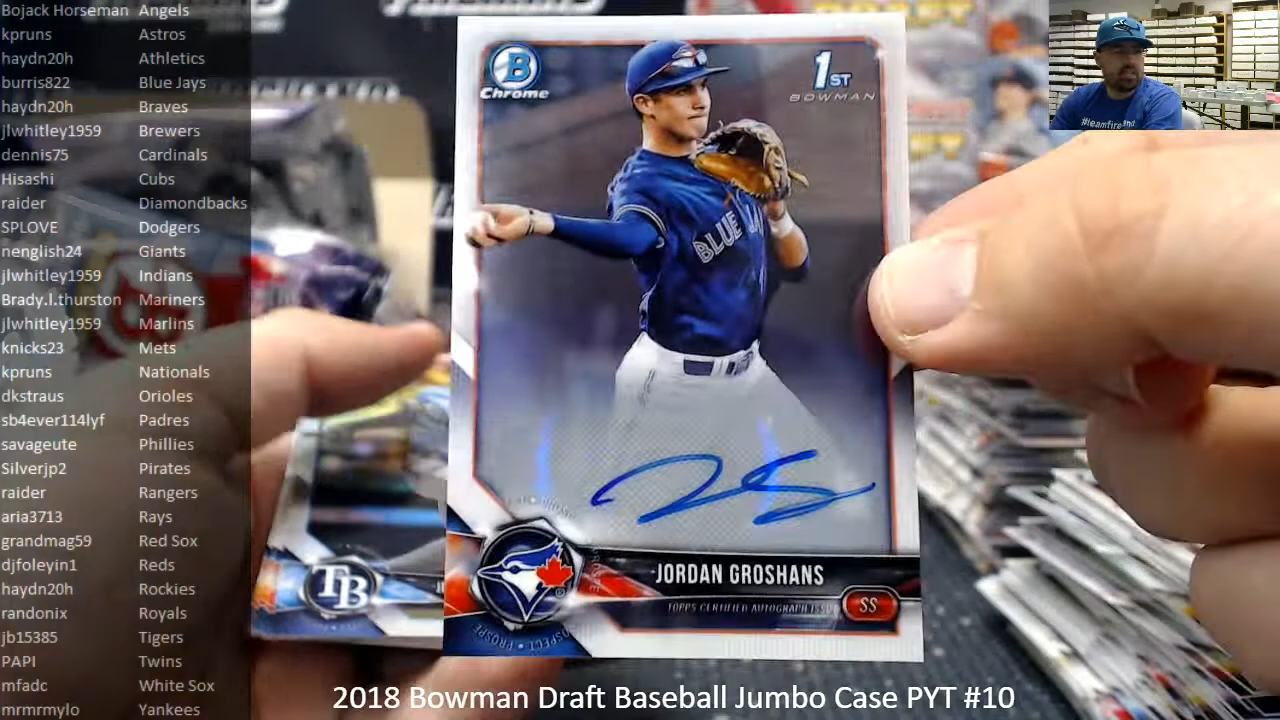 Bojack Horseman Angels
kpruns Astros
haydn20h Athletics
burris822 Blue Jays
haydn20h Braves
jlwhitley1959 Brewers
dennis75 Cardinals
Hisashi Cubs
raider Diamondbacks
SPLOVE Dodgers
nenglish24 Giants
jlwhitley1959 Indians
Brady.l.thurston Mariners
jlwhitley1959 Marlins
knicks23 Mets
kpruns Nationals
dkstraus Orioles
sb4ever114lyf Padres
savageute Phillies
Silverjp2 Pirates
raider Rangers
aria3713 Rays
grandmag59 Red Sox
djfoleyin1 Reds
haydn20h Rockies
randonix Royals
jb15385 Tigers
PAPI Twins
mfadc White Sox
mrmrmylo Yankees
B
Chrome
1ST
BOWMAN
BLUE
JORDAN GROSHANS
TOPPS CERTIFIED AUTOGRAPH ISSUE
SS
TB
2018 Bowman Draft Baseball Jumbo Case PYT #10